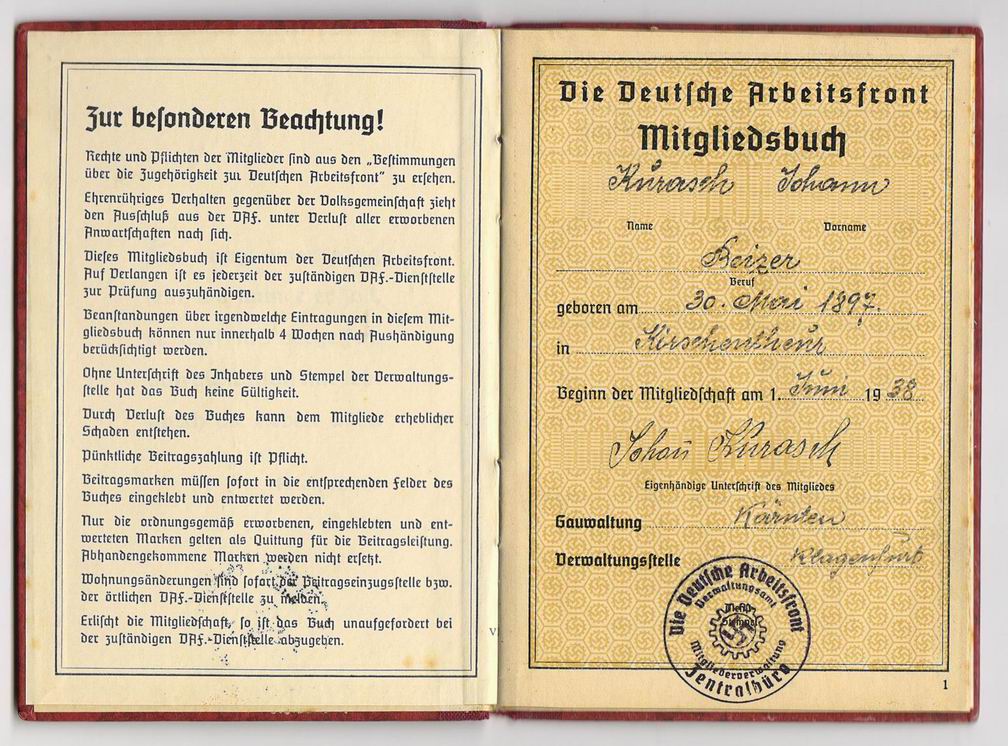 Zur besonderen Beachtung!
Rechte und Pflichten der Mitglieder sind aus den „Bestimmungen
über die Zugehörigkeit zur Deutschen Arbeitsfront" zu ersehen.
Ehrenrühriges Verhalten gegenüber der Volksgemeinschaft zieht
den Ausschluß aus der DAF. unter Verlust aller erworbenen
Anwartschaften nach sich.
Dieses Mitgliedsbuch ist Eigentum der Deutschen Arbeitsfront.
Auf Verlangen ist es jederzeit der zuständigen DAF.-Dienststelle
zur Prüfung auszuhändigen.
Beanstandungen über irgendwelche Eintragungen in diesem Mit-
gliedsbuch können nur innerhalb 4 Wochen nach Aushändigung
berücksichtigt werden.
Ohne Unterschrift des Inhabers und Stempel der Verwaltungs-
stelle hat das Buch keine Gültigkeit.
Durch Verlust des Buches kann dem Mitgliede erheblicher
Schaden entstehen.
Pünktliche Beitragszahlung ist Pflicht.
Beitragsmarken müssen sofort in die entsprechenden Felder des
Buches eingeklebt und entwertet werden.
Nur die ordnungsgemäß erworbenen, eingeklebten und ent-
werteten Marken gelten als Quittung für die Beitragsleistung.
Abhandengekommene Marken werden nicht ersetzt.
Wohnungsänderungen sind sofort der Beitragseinzugsstelle bzw.
der örtlichen DAF.-Dienststelle zu melden.
Erlischt die Mitgliedschaft, so ist das Buch unaufgefordert bei
der zuständigen DAF.-Dienststelle abzugeben.
Die Deutsche Arbeitsfront
Mitgliedsbuch
Kurasch Johann
Name Vorname
Heizer
Beruf
geboren am 30. Mai 1897.
in
Beginn der Mitgliedschaft am 1. Juni 1938
Johan Kurasch
Eigenhändige Unterschrift des Mitgliedes
Gauwaltung Kärnten
Verwaltungsstelle Klagenfurt
Die Deutsche Arbeitsfront
Verwaltungsamt
Mitgliederverwaltung
Zentralbüro
1